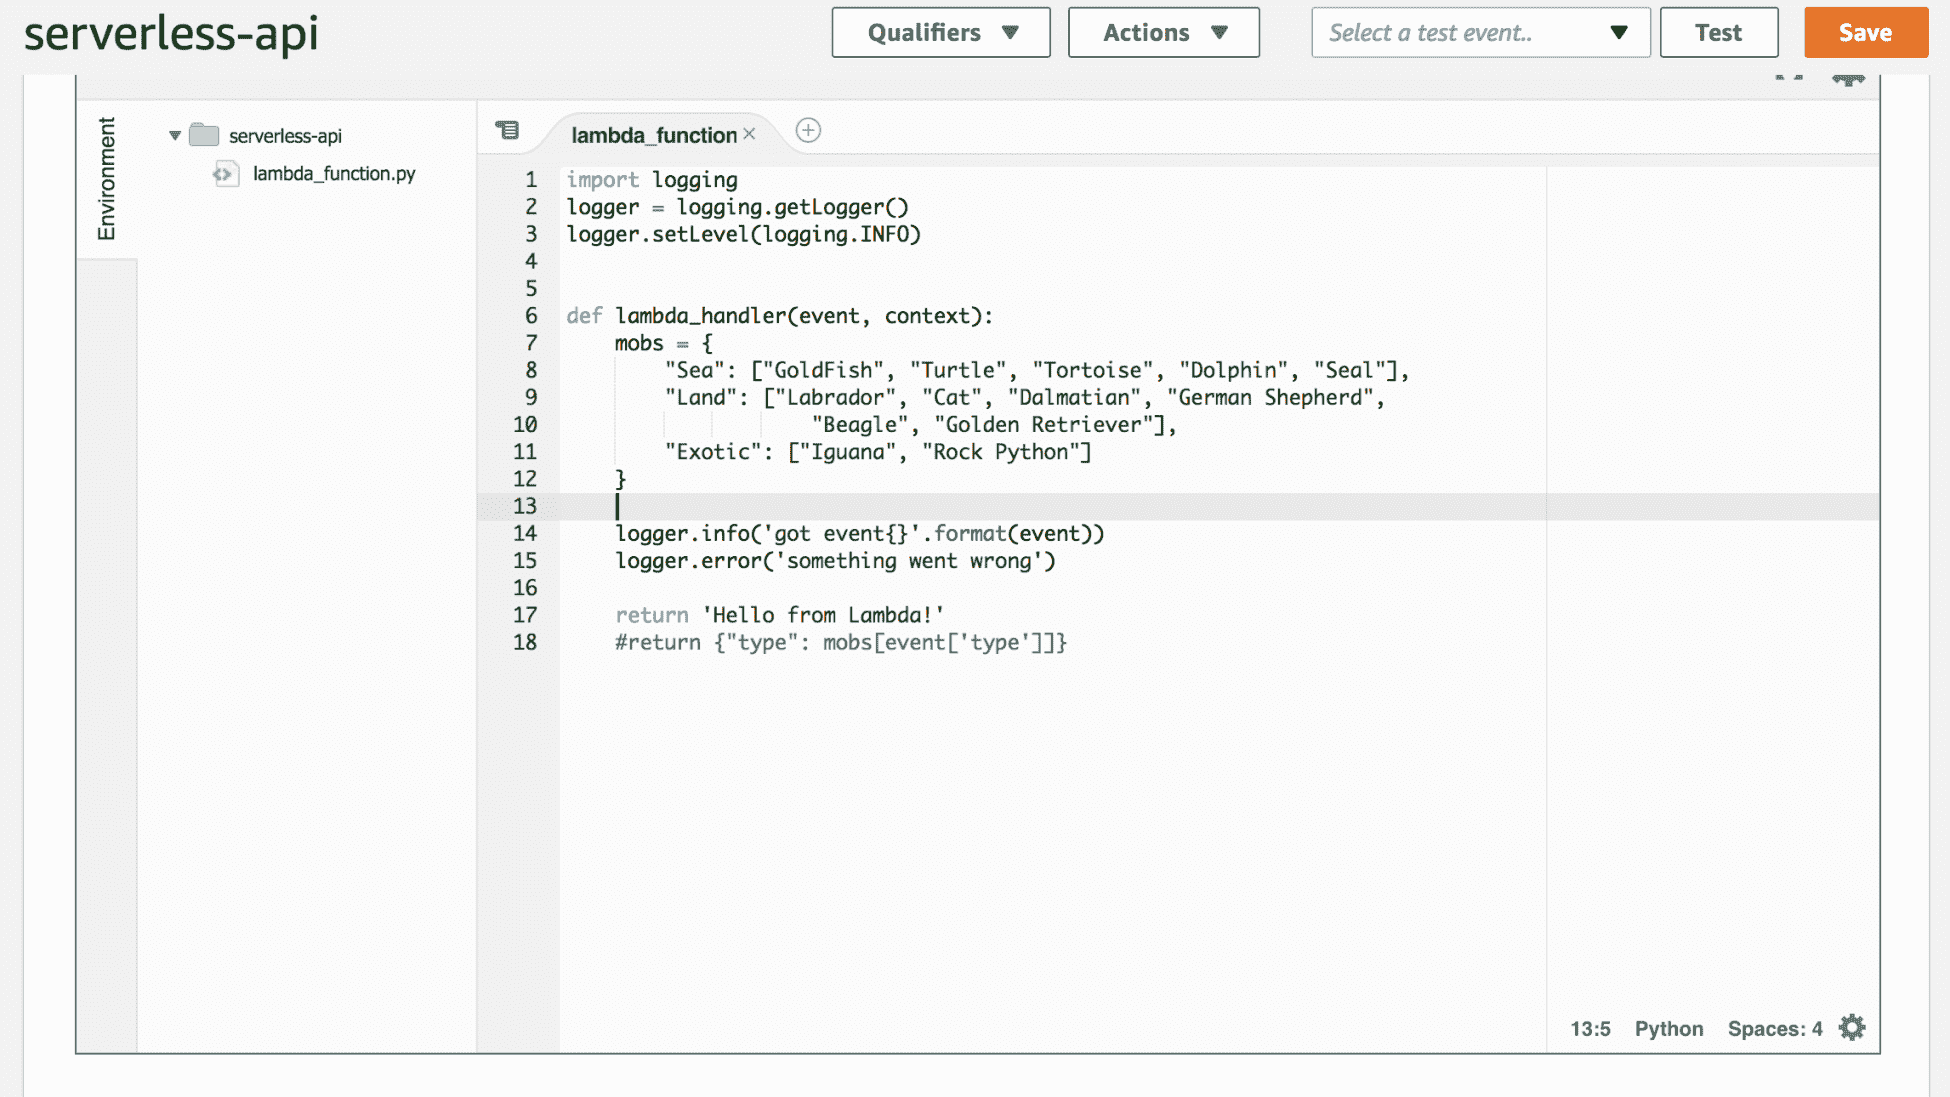 serverless-api
Qualifiers
Actions
Select a test event..
Test
Save
Environment
serverless-api
lambda_function.py
lambda_function
1 import logging
2 logger = logging.getLogger()
3 logger.setLevel(logging.INFO)
4
5
6 def lambda_handler(event, context):
7 mobs = {
8 "Sea": ["GoldFish", "Turtle", "Tortoise", "Dolphin", "Seal"],
9 "Land": ["Labrador", "Cat", "Dalmatian", "German Shepherd",
10 "Beagle", "Golden Retriever"],
11 "Exotic": ["Iguana", "Rock Python"]
12 }
13
14 logger.info('got event{}'.format(event))
15 logger.error('something went wrong')
16
17 return 'Hello from Lambda!'
18 #return {"type": mobs[event['type']]}
13:5 Python Spaces: 4